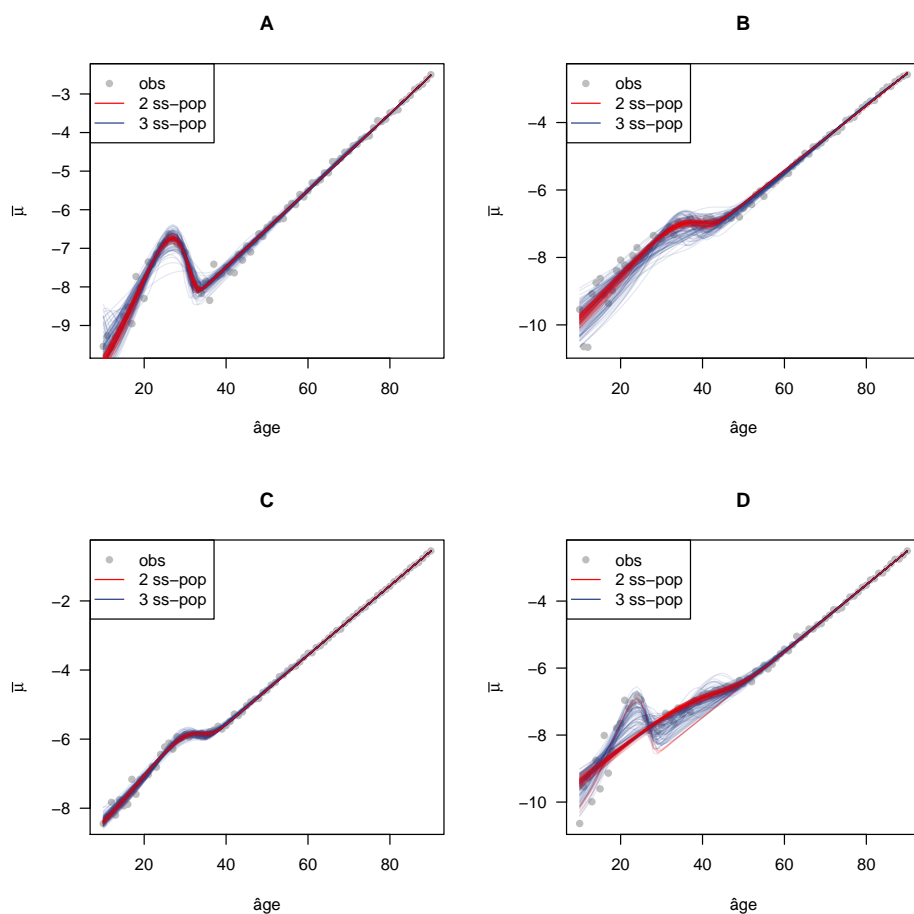 A
−3
−4
−5
−6
−7
−8
−9
μ̅
20 40 60 80
âge
obs
2 ss−pop
3 ss−pop
B
−4
−6
−8
−10
μ̅
20 40 60 80
âge
obs
2 ss−pop
3 ss−pop
C
−2
−4
−6
−8
μ̅
20 40 60 80
âge
obs
2 ss−pop
3 ss−pop
D
−4
−6
−8
−10
μ̅
20 40 60 80
âge
obs
2 ss−pop
3 ss−pop